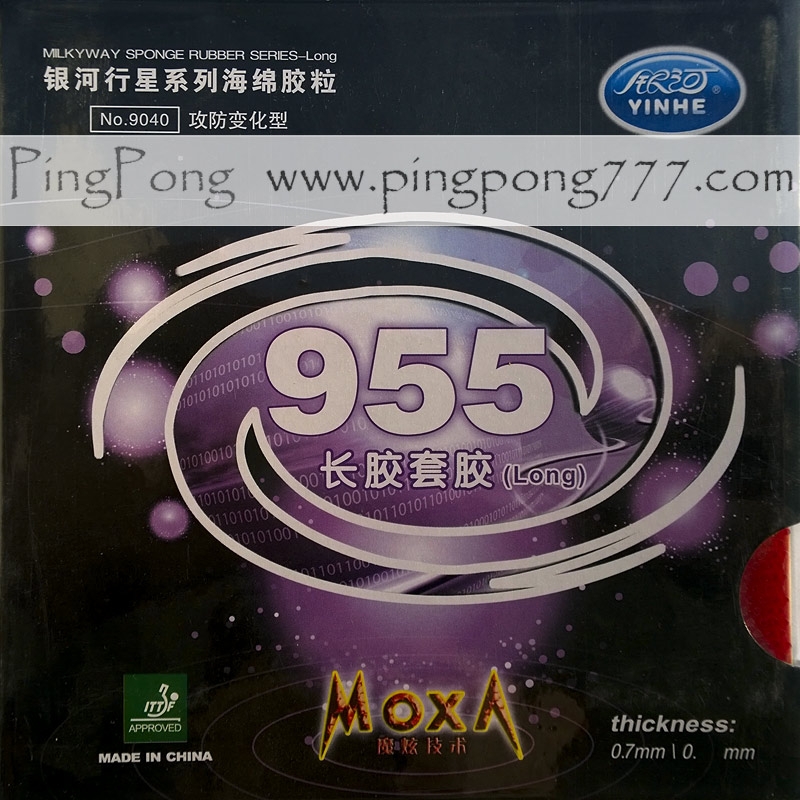 MILKYWAY SPONGE RUBBER SERIES-Long
银河行星系列海绵胶粒
No.9040 攻防变化型
银河®
YINHE
PingPong www.pingpong777.com
955
长胶套胶 (Long)
ITTF
APPROVED
MADE IN CHINA
MOXA
魔炫技术
thickness:
0.7mm \ 0. mm